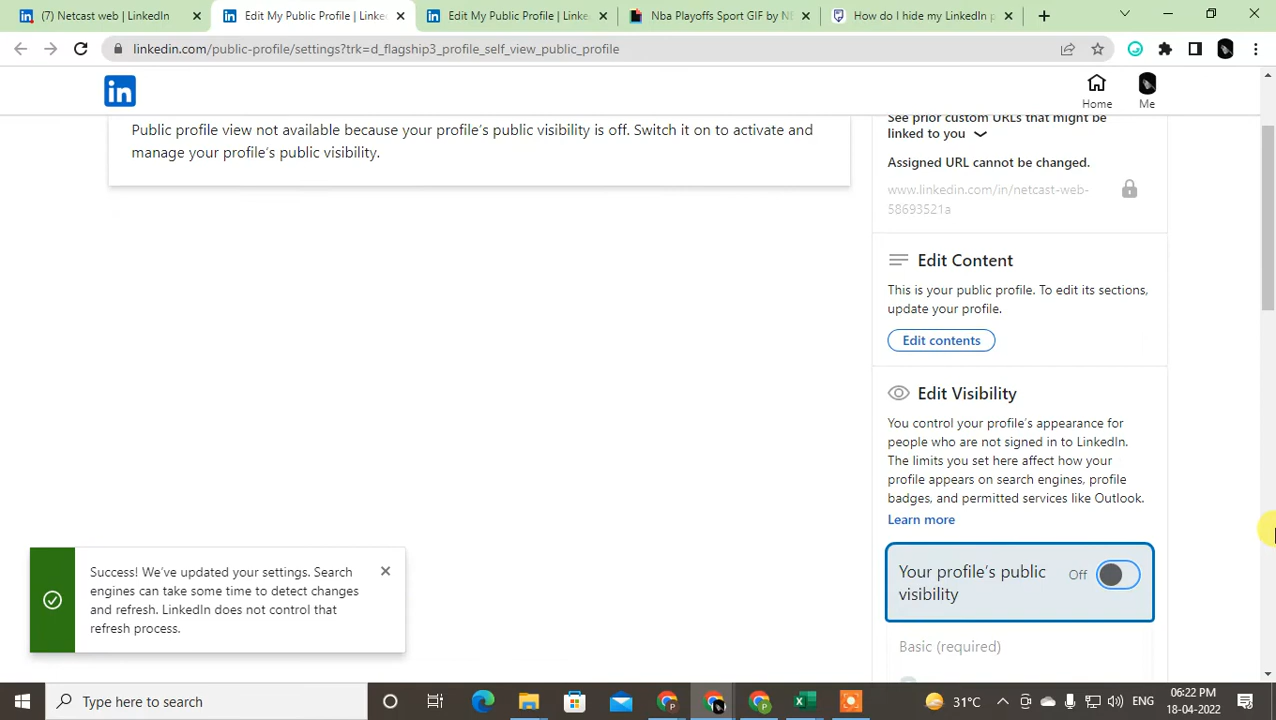 (7) Netcast web | LinkedIn
Edit My Public Profile | Linke
Edit My Public Profile | Linke
Nba Playoffs Sport GIF by NE
How do I hide my LinkedIn p
linkedin.com/public-profile/settings?trk=d_flagship3_profile_self_view_public_profile
in
Home
Me
Public profile view not available because your profile's public visibility is off. Switch it on to activate and
manage your profile's public visibility.
See prior custom URLs that might be
linked to you
Assigned URL cannot be changed.
www.linkedin.com/in/netcast-web-
58693521a
Edit Content
This is your public profile. To edit its sections,
update your profile.
Edit contents
Edit Visibility
You control your profile's appearance for
people who are not signed in to LinkedIn.
The limits you set here affect how your
profile appears on search engines, profile
badges, and permitted services like Outlook.
Learn more
Your profile's public
visibility
Off
Basic (required)
Success! We've updated your settings. Search
engines can take some time to detect changes
and refresh. LinkedIn does not control that
refresh process.
Type here to search
31°C
ENG
06:22 PM
18-04-2022